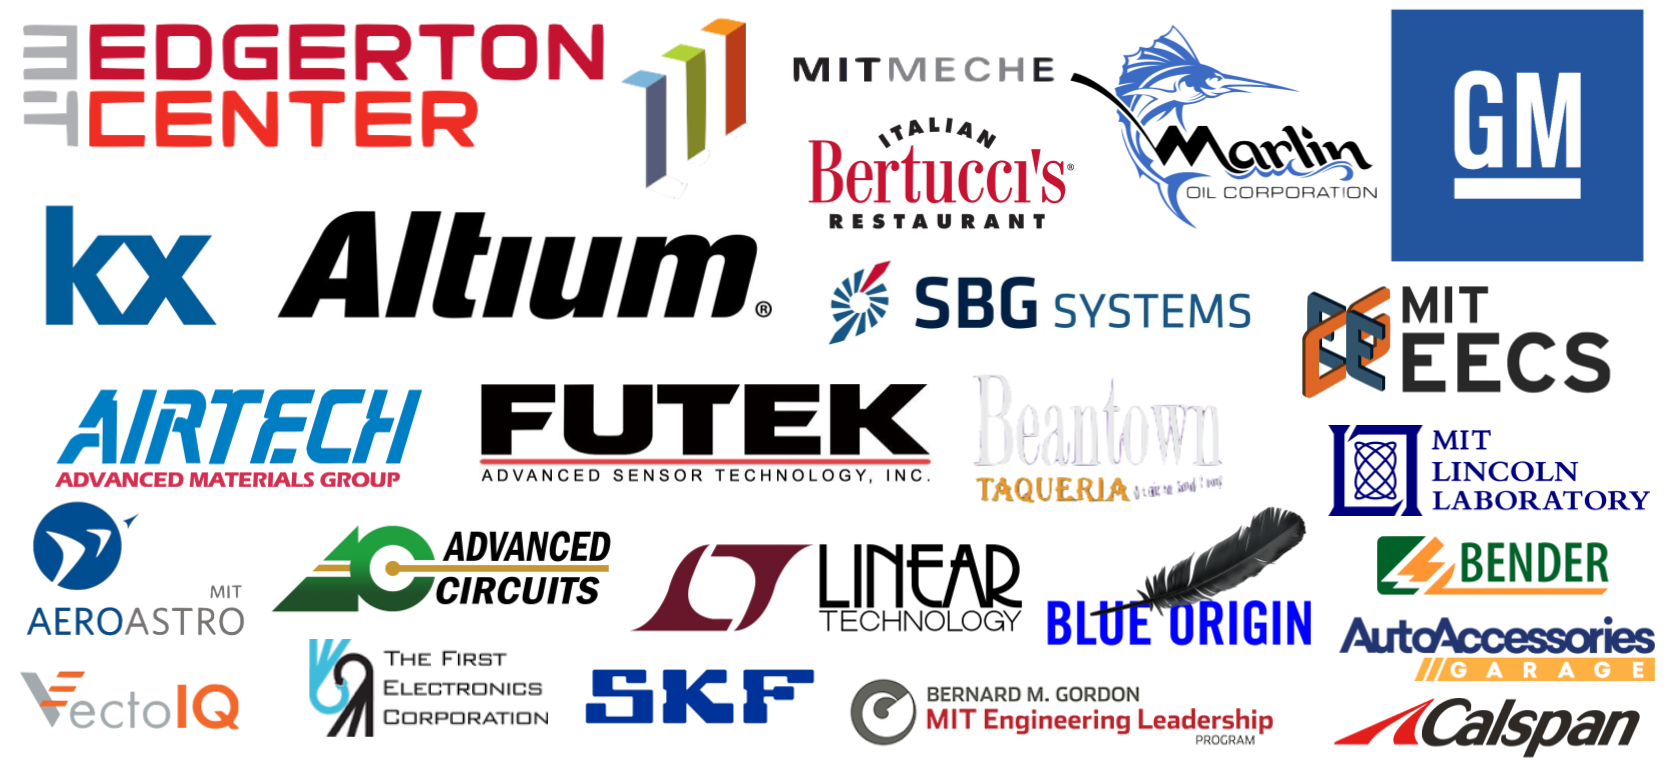 EDGERTON
CENTER
MITMECHE
ITALIAN
Bertucci's®
RESTAURANT
Marlin
OIL CORPORATION
GM
kx
Altium®
SBG SYSTEMS
MIT
EECS
AIRTECH
ADVANCED MATERIALS GROUP
FUTEK
ADVANCED SENSOR TECHNOLOGY, INC.
Beantown
TAQUERIA
MIT
LINCOLN
LABORATORY
MIT
AEROASTRO
ADVANCED
CIRCUITS
LINEAR
TECHNOLOGY
BLUE ORIGIN
BENDER
AutoAccessories
//GARAGE
VectoIQ
THE FIRST
ELECTRONICS
CORPORATION
SKF
BERNARD M. GORDON
MIT Engineering Leadership
PROGRAM
Calspan